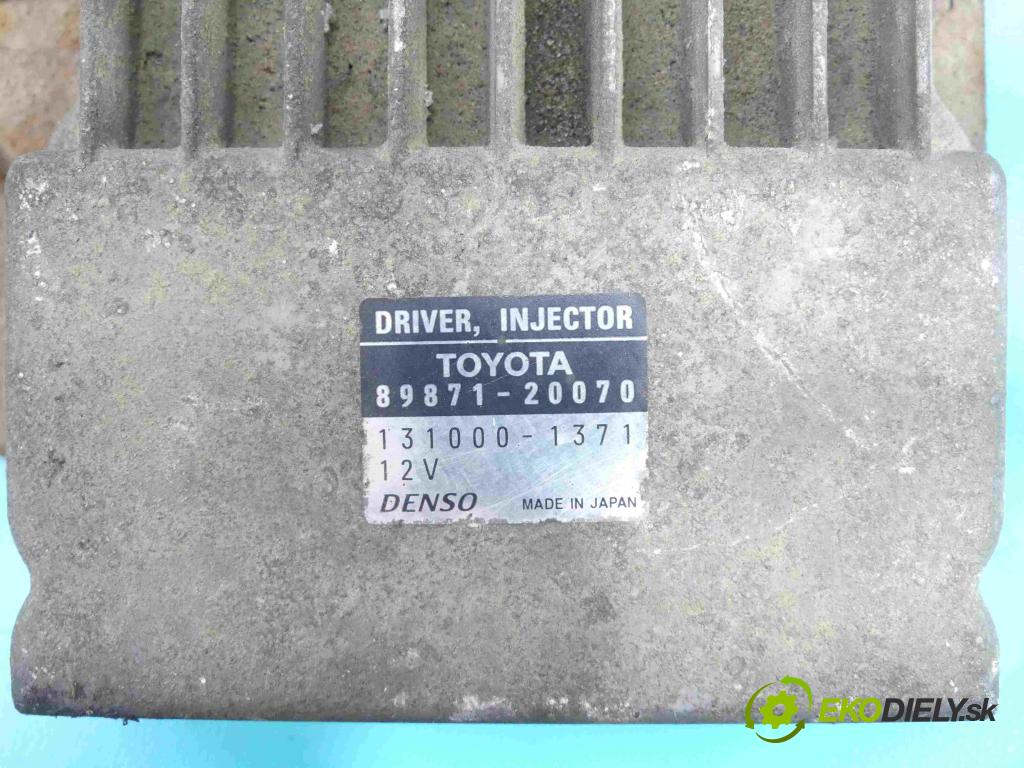 DRIVER, INJECTOR
TOYOTA
89871-20070
131000-1371
12V
DENSO MADE IN JAPAN
EKODIELY.sk